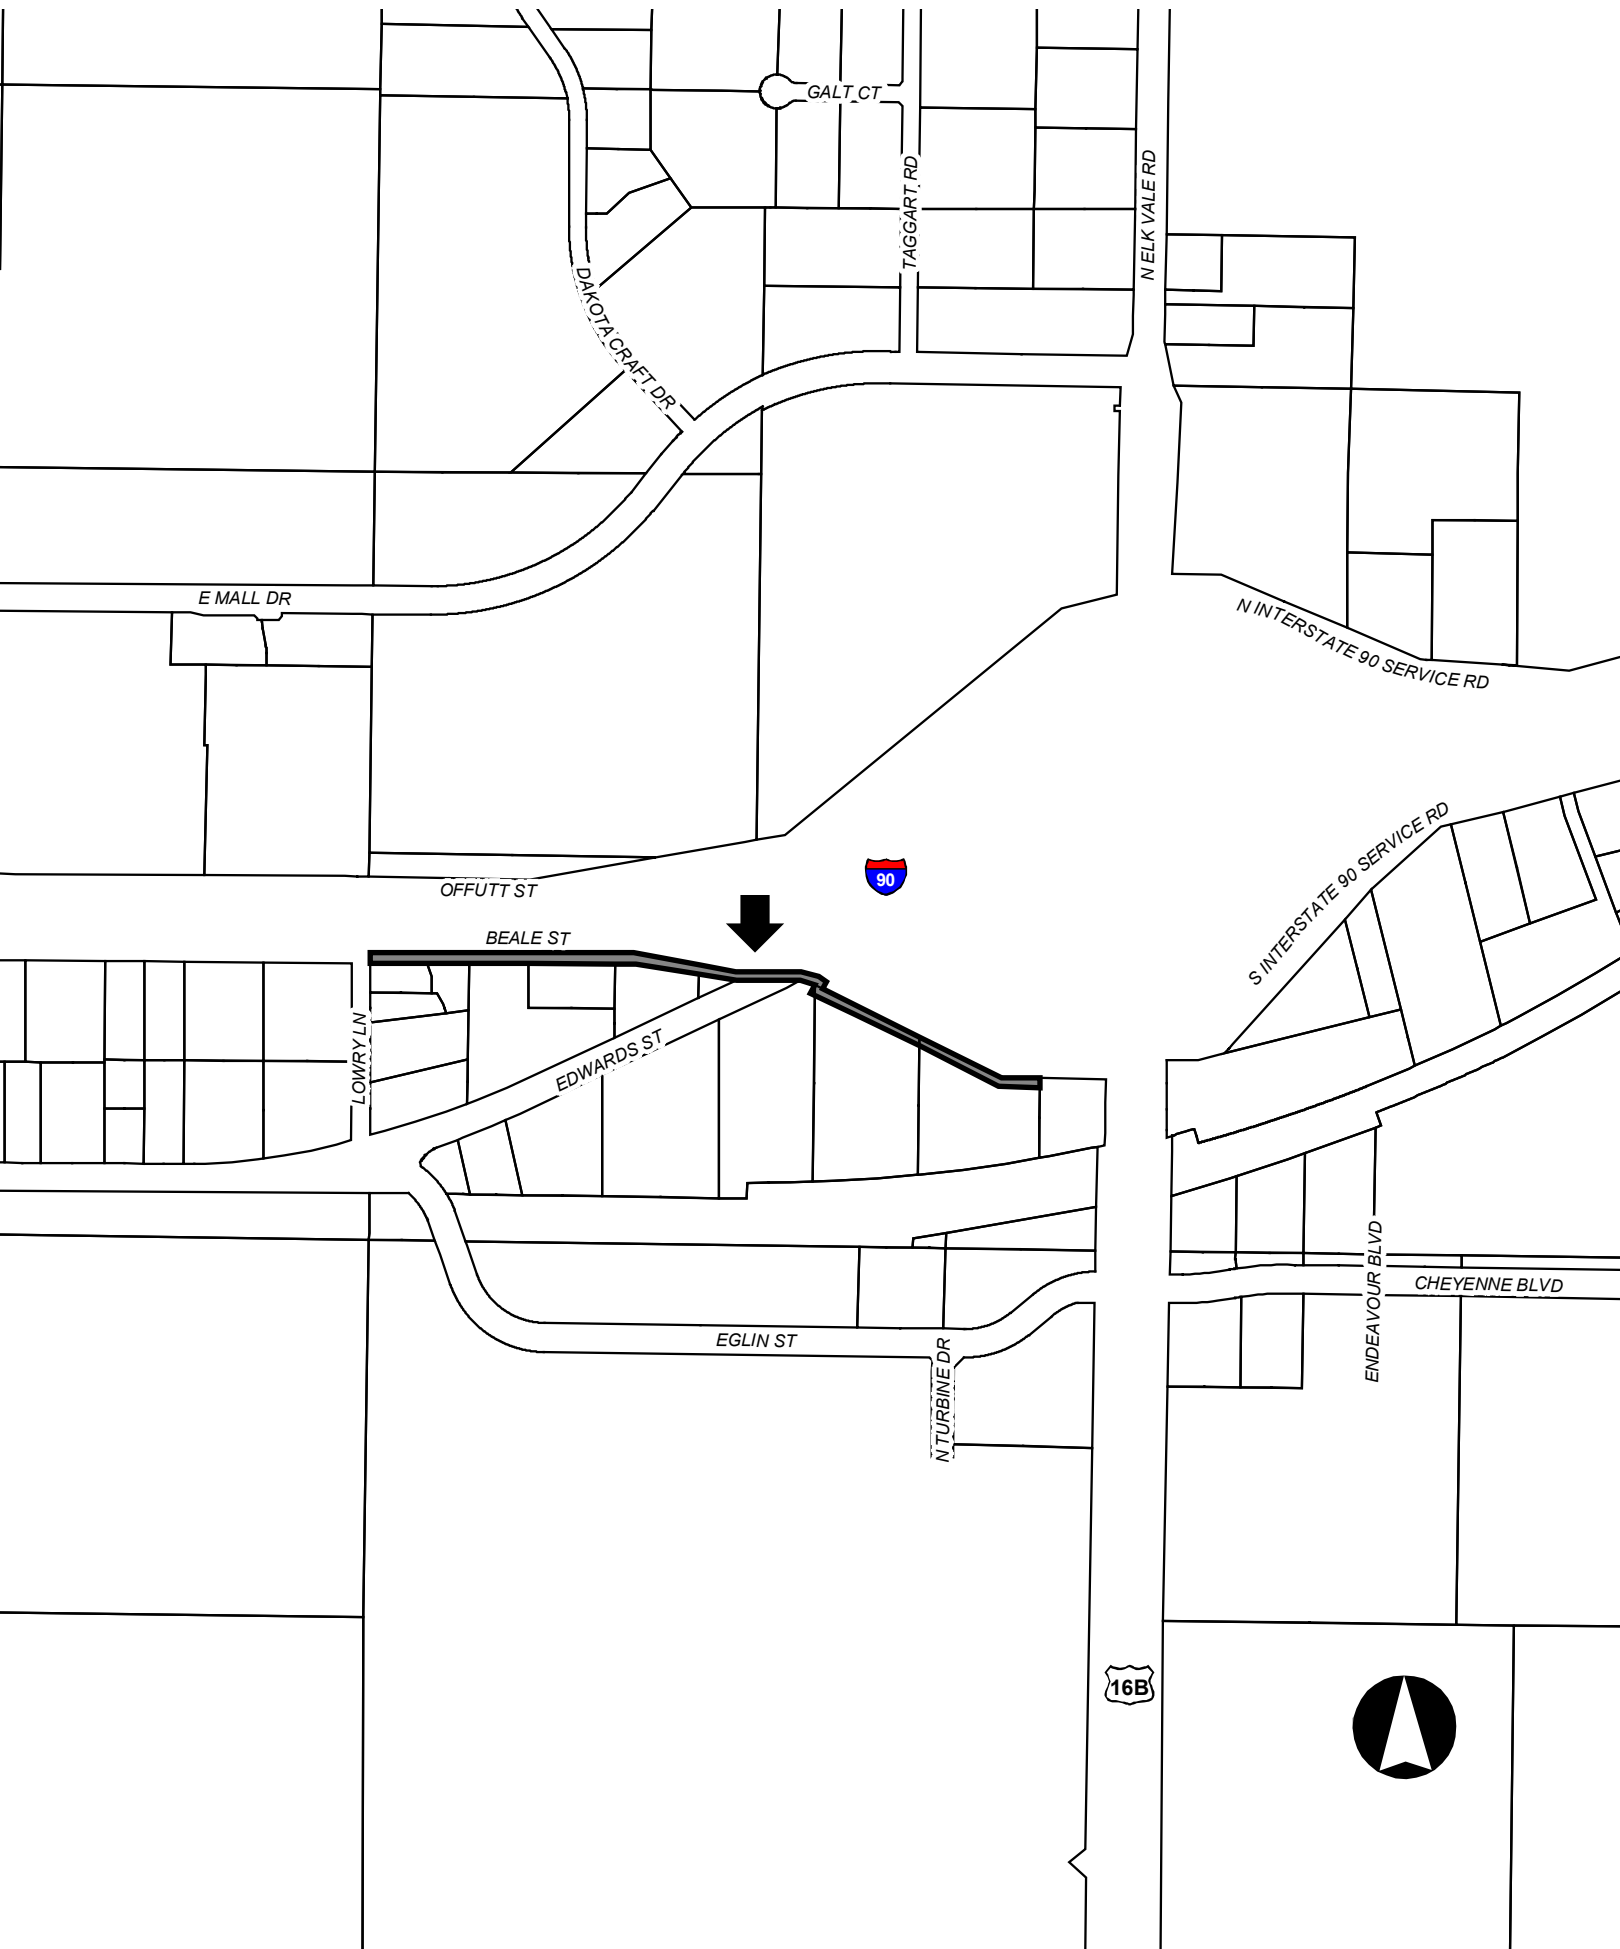 GALT CT
TAGGART RD
N ELK VALE RD
DAKOTA CRAFT DR
E MALL DR
N INTERSTATE 90 SERVICE RD
S INTERSTATE 90 SERVICE RD
90
OFFUTT ST
BEALE ST
LOWRY LN
EDWARDS ST
ENDEAVOUR BLVD
CHEYENNE BLVD
EGLIN ST
N TURBINE DR
16B